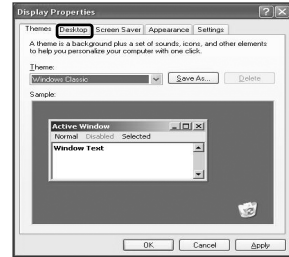 Display Properties
Themes Desktop Screen Saver Appearance Settings
A theme is a background plus a set of sounds, icons, and other elements
to help you personalize your computer with one click.
Theme:
Windows Classic Save As... Delete
Sample:
Active Window
Normal Disabled Selected
Window Text
OK Cancel Apply